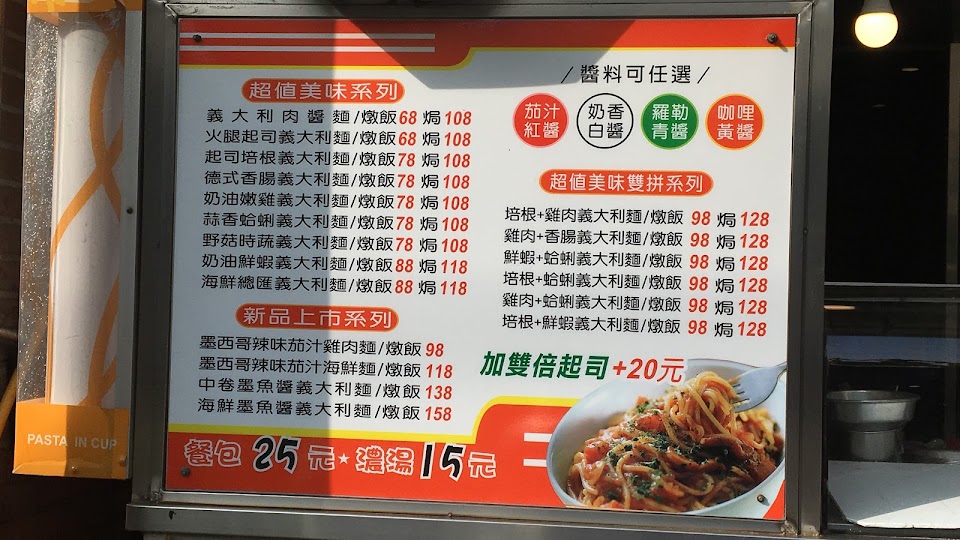 超值美味系列
義大利肉醬麵/燉飯68 焗108
火腿起司義大利麵/燉飯68 焗108
起司培根義大利麵/燉飯78 焗108
德式香腸義大利麵/燉飯78 焗108
奶油嫩雞義大利麵/燉飯78 焗108
蒜香蛤蜊義大利麵/燉飯78 焗108
野菇時蔬義大利麵/燉飯78 焗108
奶油鮮蝦義大利麵/燉飯88 焗118
海鮮總匯義大利麵/燉飯88 焗118
新品上市系列
墨西哥辣味茄汁雞肉麵/燉飯98
墨西哥辣味茄汁海鮮麵/燉飯118
中卷墨魚醬義大利麵/燉飯138
海鮮墨魚醬義大利麵/燉飯158
/醬料可任選/
茄汁紅醬 奶香白醬 羅勒青醬 咖哩黃醬
超值美味雙拼系列
培根+雞肉義大利麵/燉飯 98 焗128
雞肉+香腸義大利麵/燉飯 98 焗128
鮮蝦+蛤蜊義大利麵/燉飯 98 焗128
培根+蛤蜊義大利麵/燉飯 98 焗128
雞肉+蛤蜊義大利麵/燉飯 98 焗128
培根+鮮蝦義大利麵/燉飯 98 焗128
加雙倍起司+20元
餐包25元★濃湯15元
PASTA IN CUP